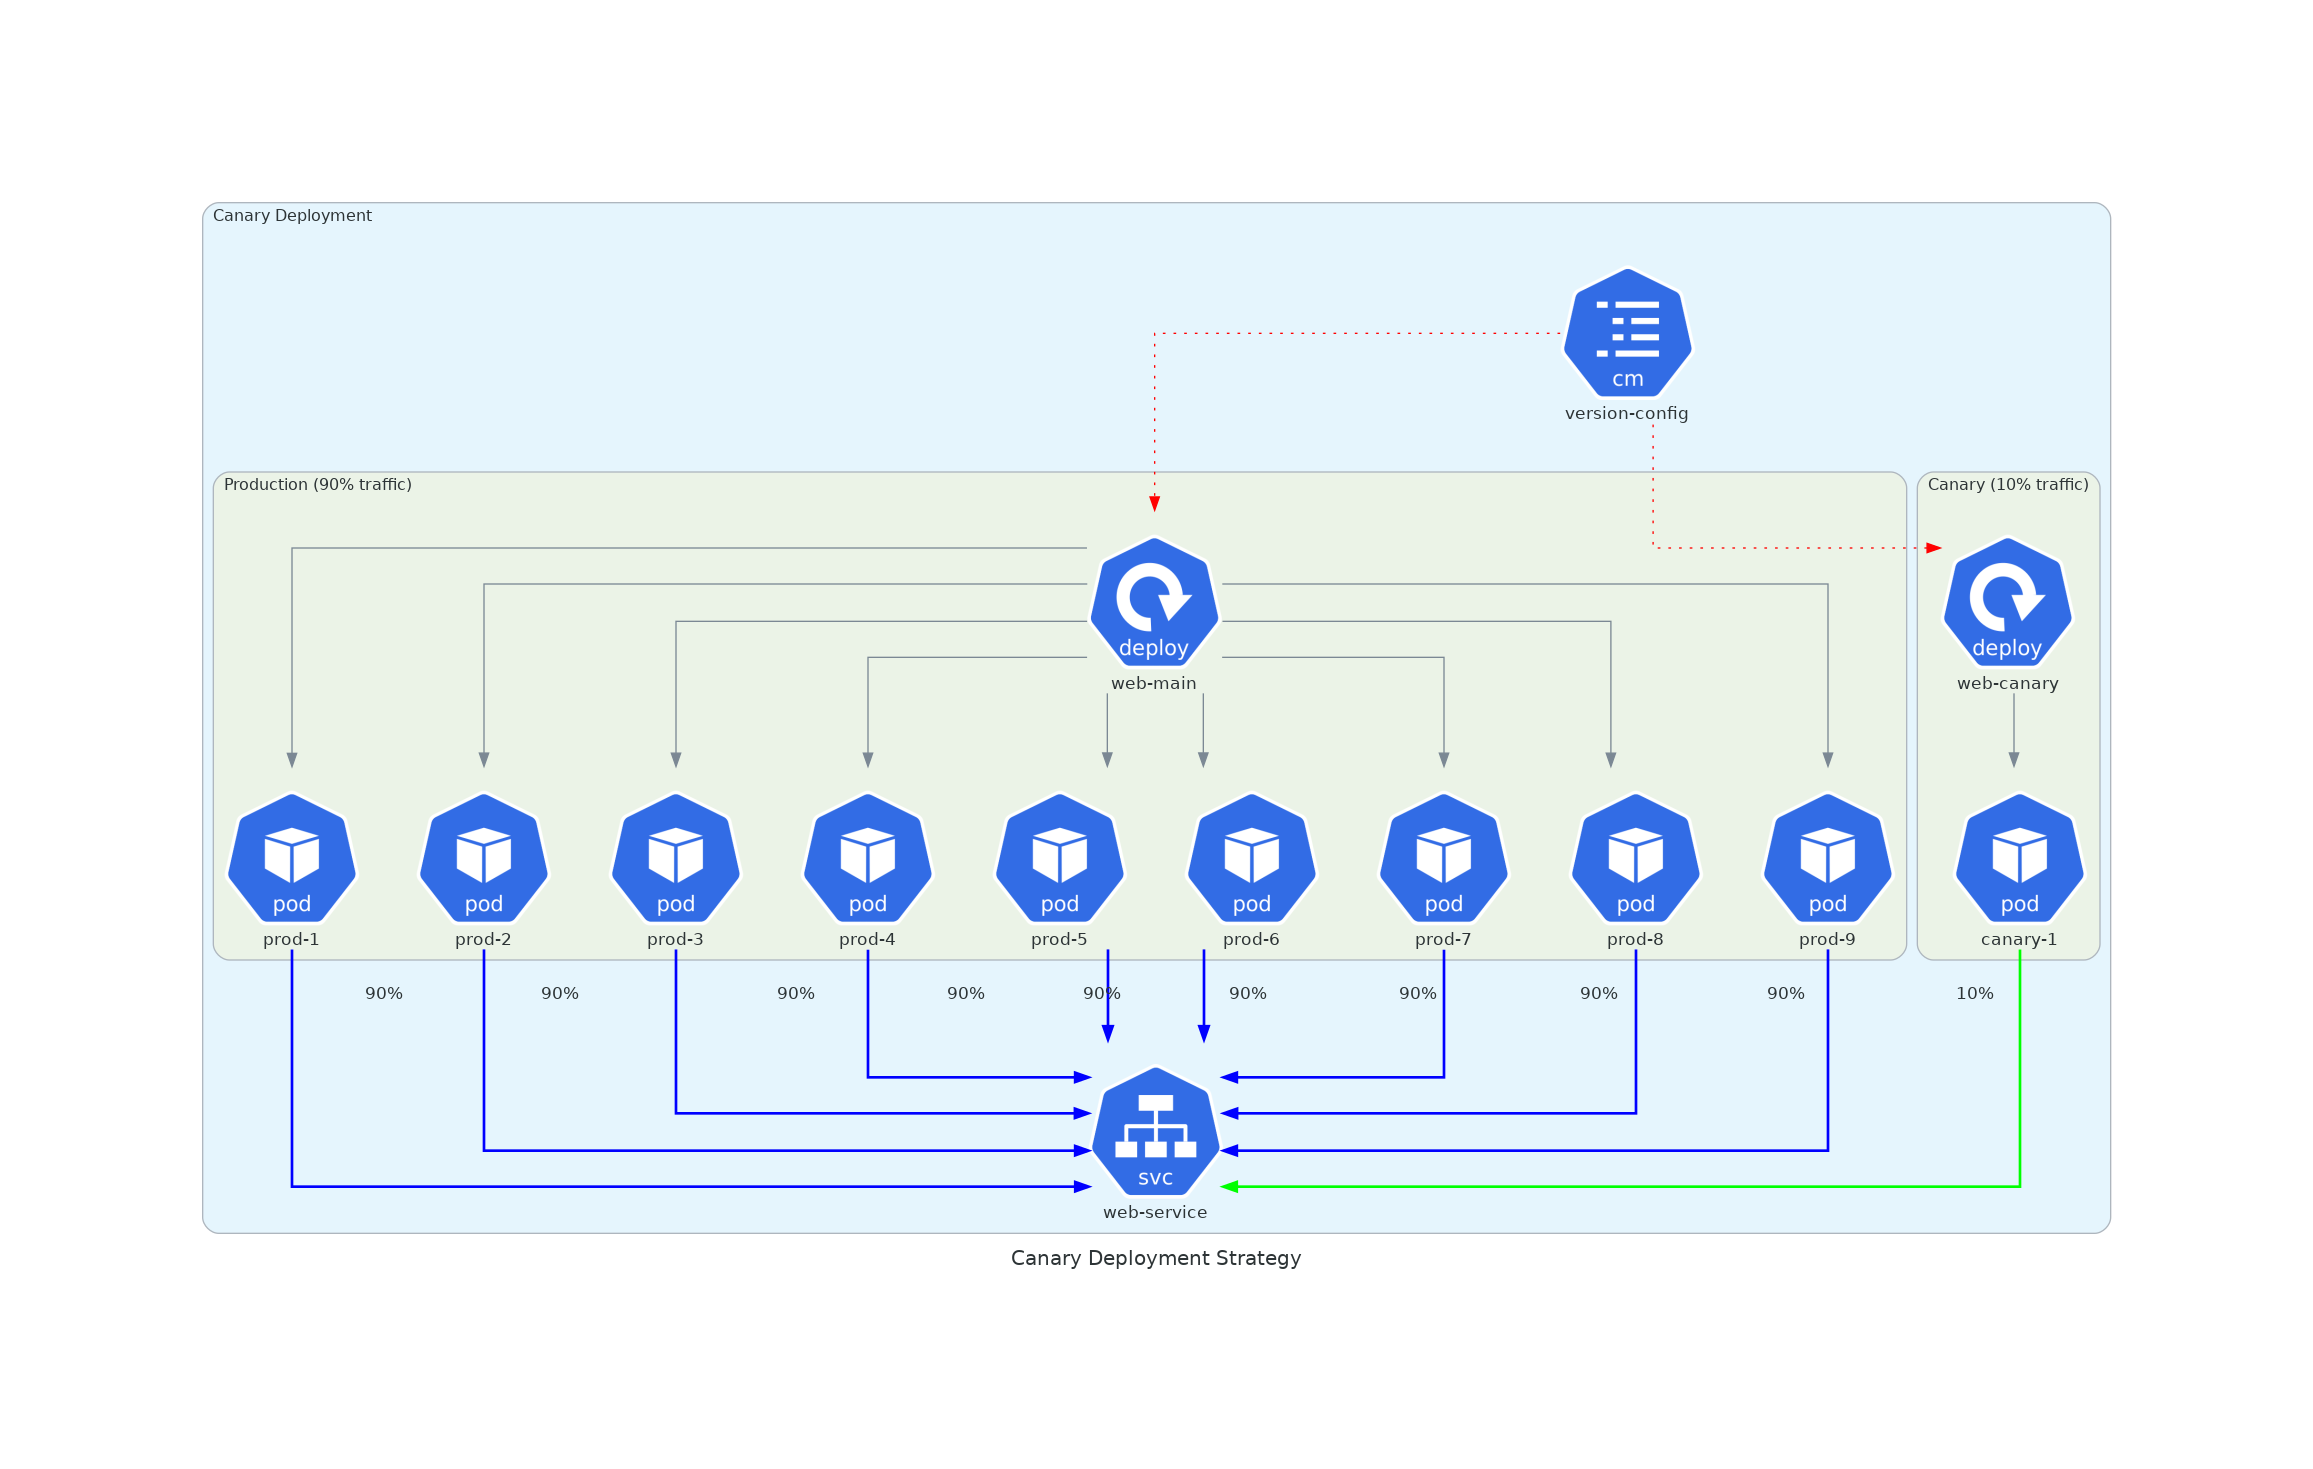 Canary Deployment
cm
version-config
Production (90% traffic)
Canary (10% traffic)
deploy
deploy
web-main
web-canary
pod
pod
pod
pod
pod
pod
pod
pod
pod
pod
prod-1
prod-2
prod-3
prod-4
prod-5
prod-6
prod-7
prod-8
prod-9
canary-1
90%
90%
90%
90%
90%
90%
90%
90%
90%
10%
svc
web-service
Canary Deployment Strategy